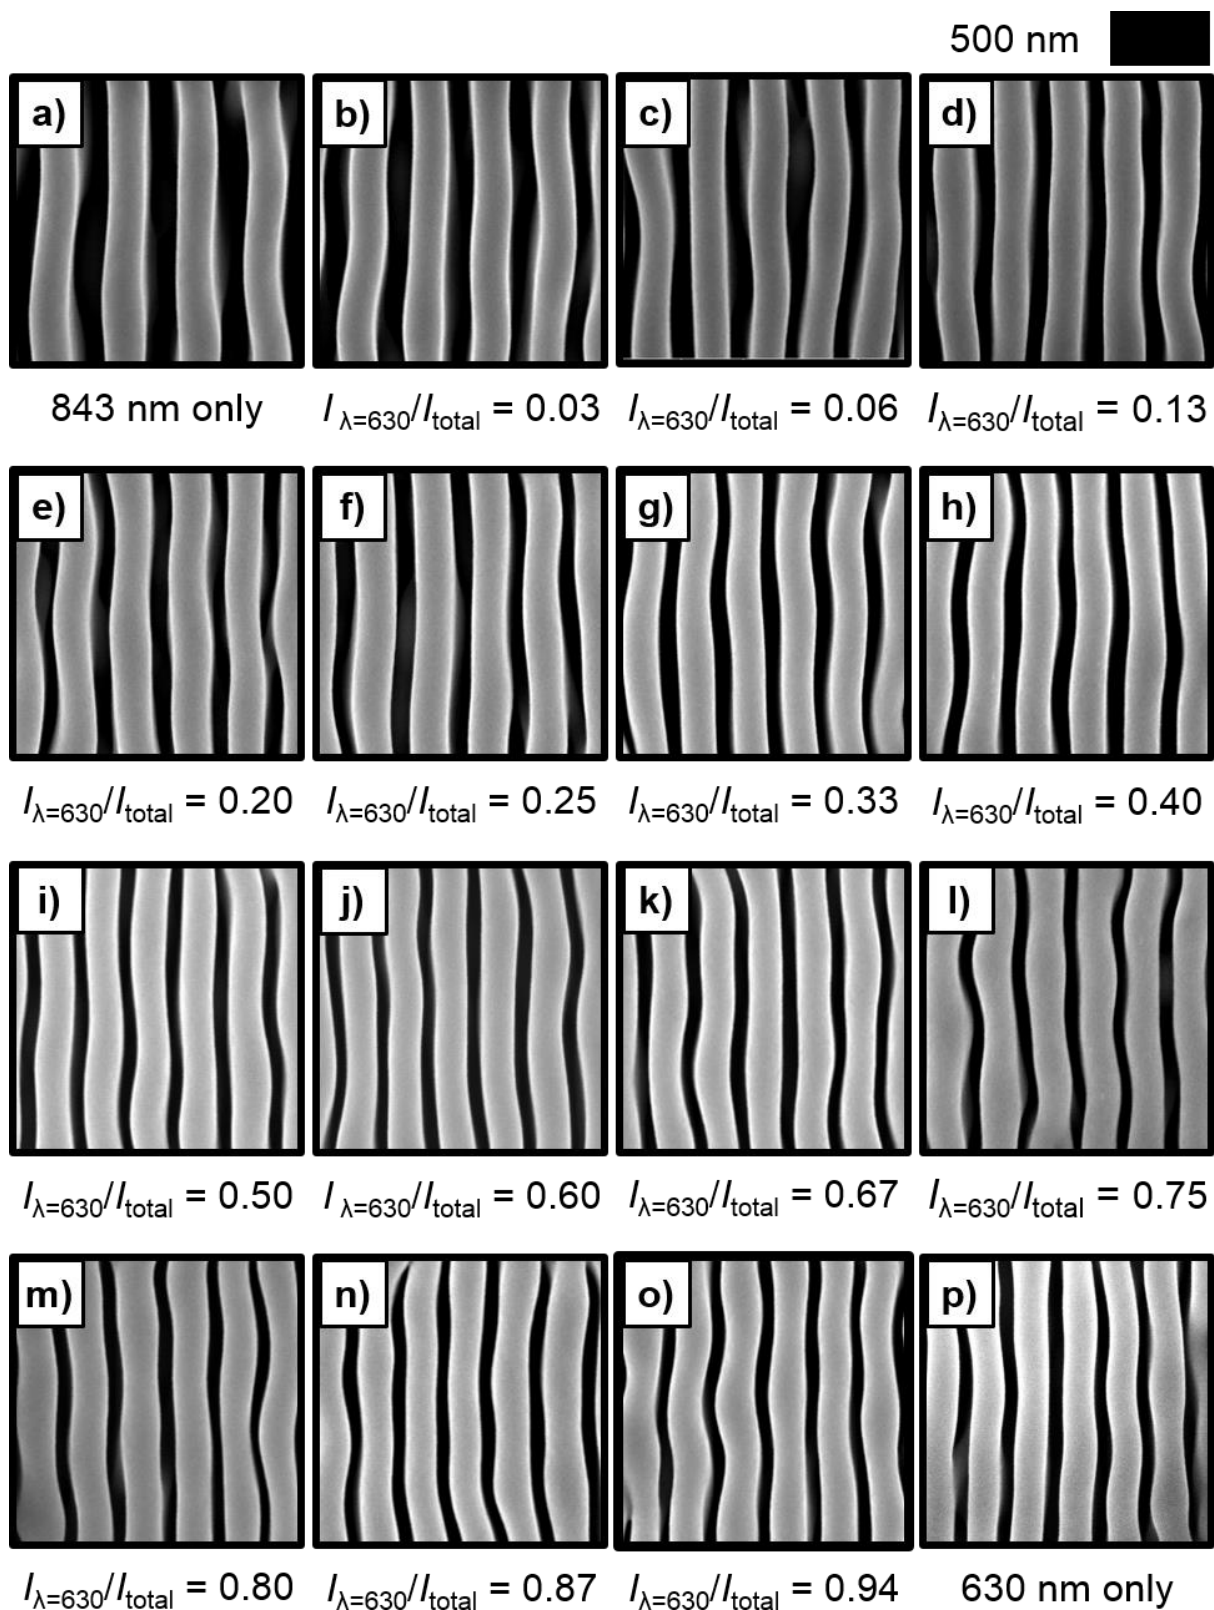 500 nm
a) b) c) d)
843 nm only I λ=630/Itotal = 0.03 Iλ=630/Itotal = 0.06 Iλ=630/Itotal = 0.13
e) f) g) h)
Iλ=630/Itotal = 0.20 Iλ=630/Itotal = 0.25 Iλ=630/Itotal = 0.33 Iλ=630/Itotal = 0.40
i) j) k) l)
Iλ=630/Itotal = 0.50 I λ=630/Itotal = 0.60 Iλ=630/Itotal = 0.67 Iλ=630/Itotal = 0.75
m) n) o) p)
Iλ=630/Itotal = 0.80 Iλ=630/Itotal = 0.87 Iλ=630/Itotal = 0.94 630 nm only